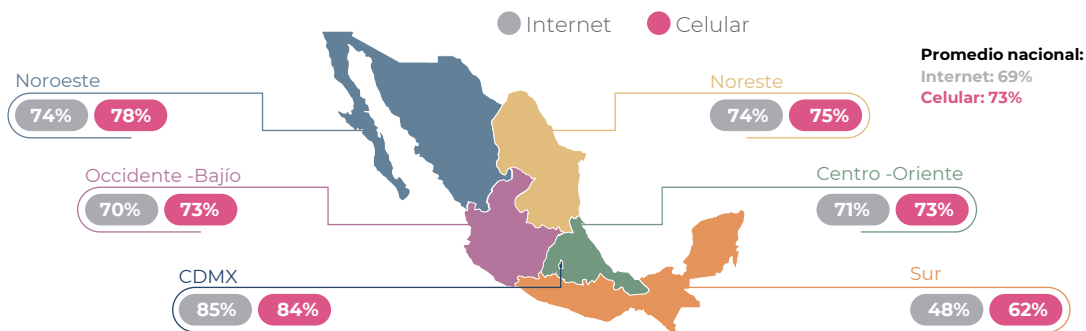 Internet
Celular
Promedio nacional:
Internet: 69%
Celular: 73%
Noroeste
74% 78%
Noreste
74% 75%
Occidente -Bajío
70% 73%
Centro -Oriente
71% 73%
CDMX
85% 84%
Sur
48% 62%